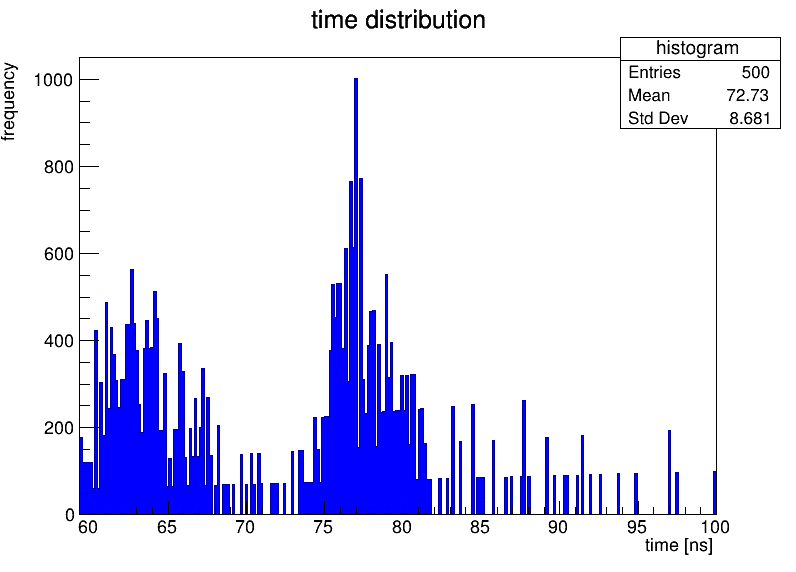 time distribution
histogram
Entries 500
Mean 72.73
Std Dev 8.681
frequency
1000
800
600
400
200
0
60 65 70 75 80 85 90 95 100
time [ns]